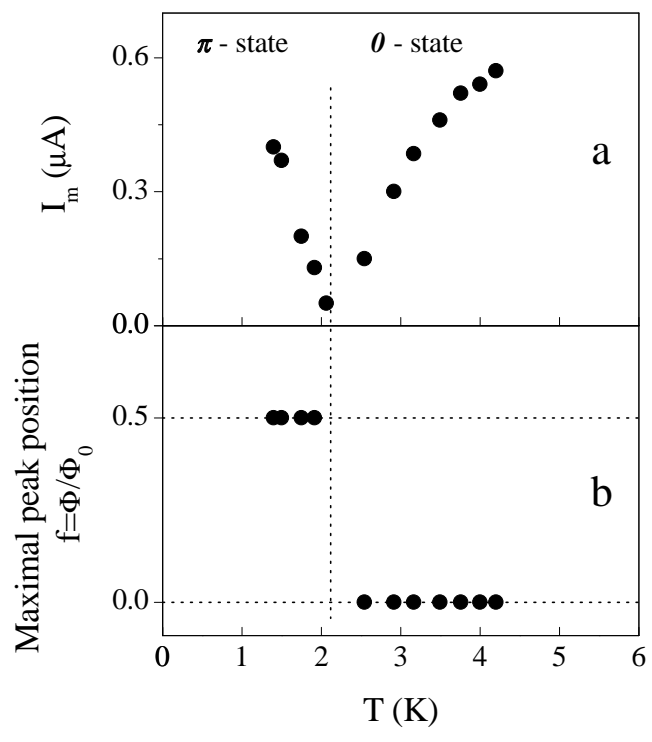 π - state 0 - state
0.6
0.3
0.0
I_m (μA)
a
0.5
0.0
Maximal peak position
f=Φ/Φ_0
b
0 1 2 3 4 5 6
T (K)